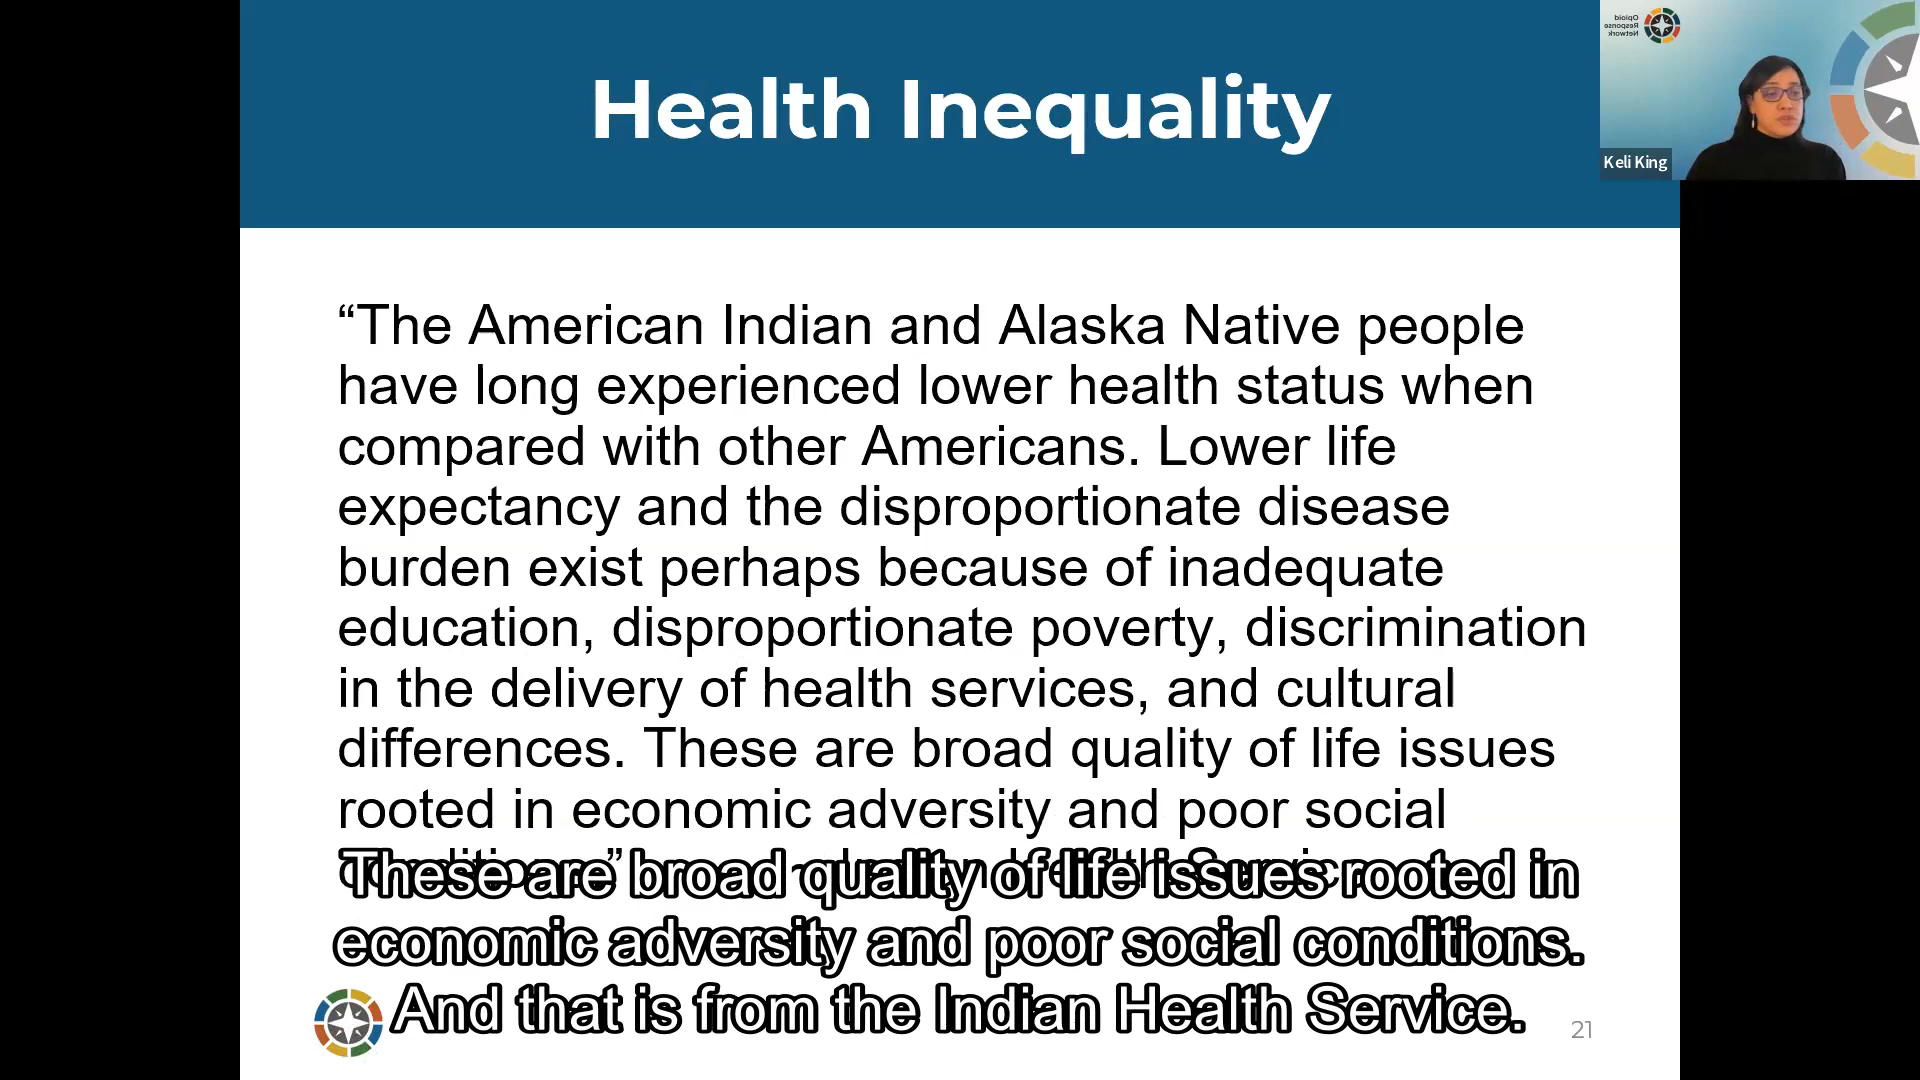 Health Inequality
Opioid
Response
Network
Keli King
“The American Indian and Alaska Native people
have long experienced lower health status when
compared with other Americans. Lower life
expectancy and the disproportionate disease
burden exist perhaps because of inadequate
education, disproportionate poverty, discrimination
in the delivery of health services, and cultural
differences. These are broad quality of life issues
rooted in economic adversity and poor social
These are broad quality of life issues rooted in
economic adversity and poor social conditions.
And that is from the Indian Health Service.
21